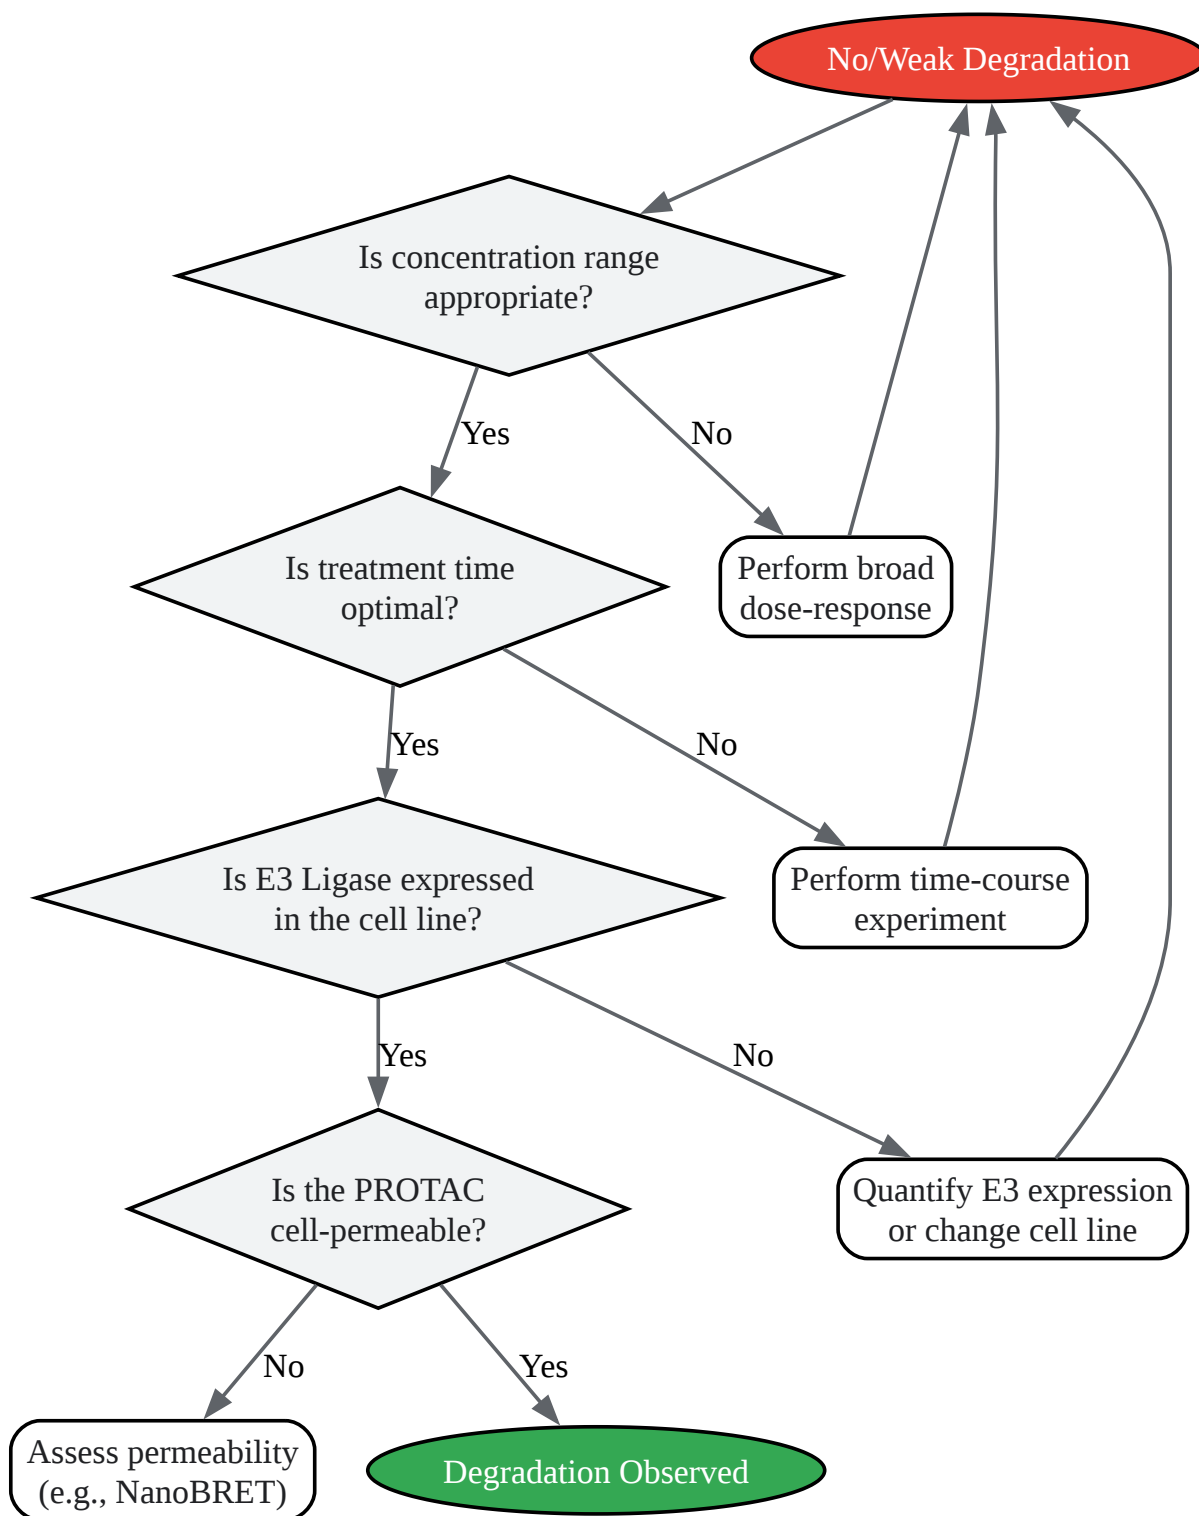 No/Weak Degradation
Is concentration range
appropriate?
Yes
No
Is treatment time
optimal?
Perform broad
dose-response
Yes
No
Is E3 Ligase expressed
in the cell line?
Perform time-course
experiment
Yes
No
Is the PROTAC
cell-permeable?
Quantify E3 expression
or change cell line
No
Yes
Assess permeability
(e.g., NanoBRET)
Degradation Observed